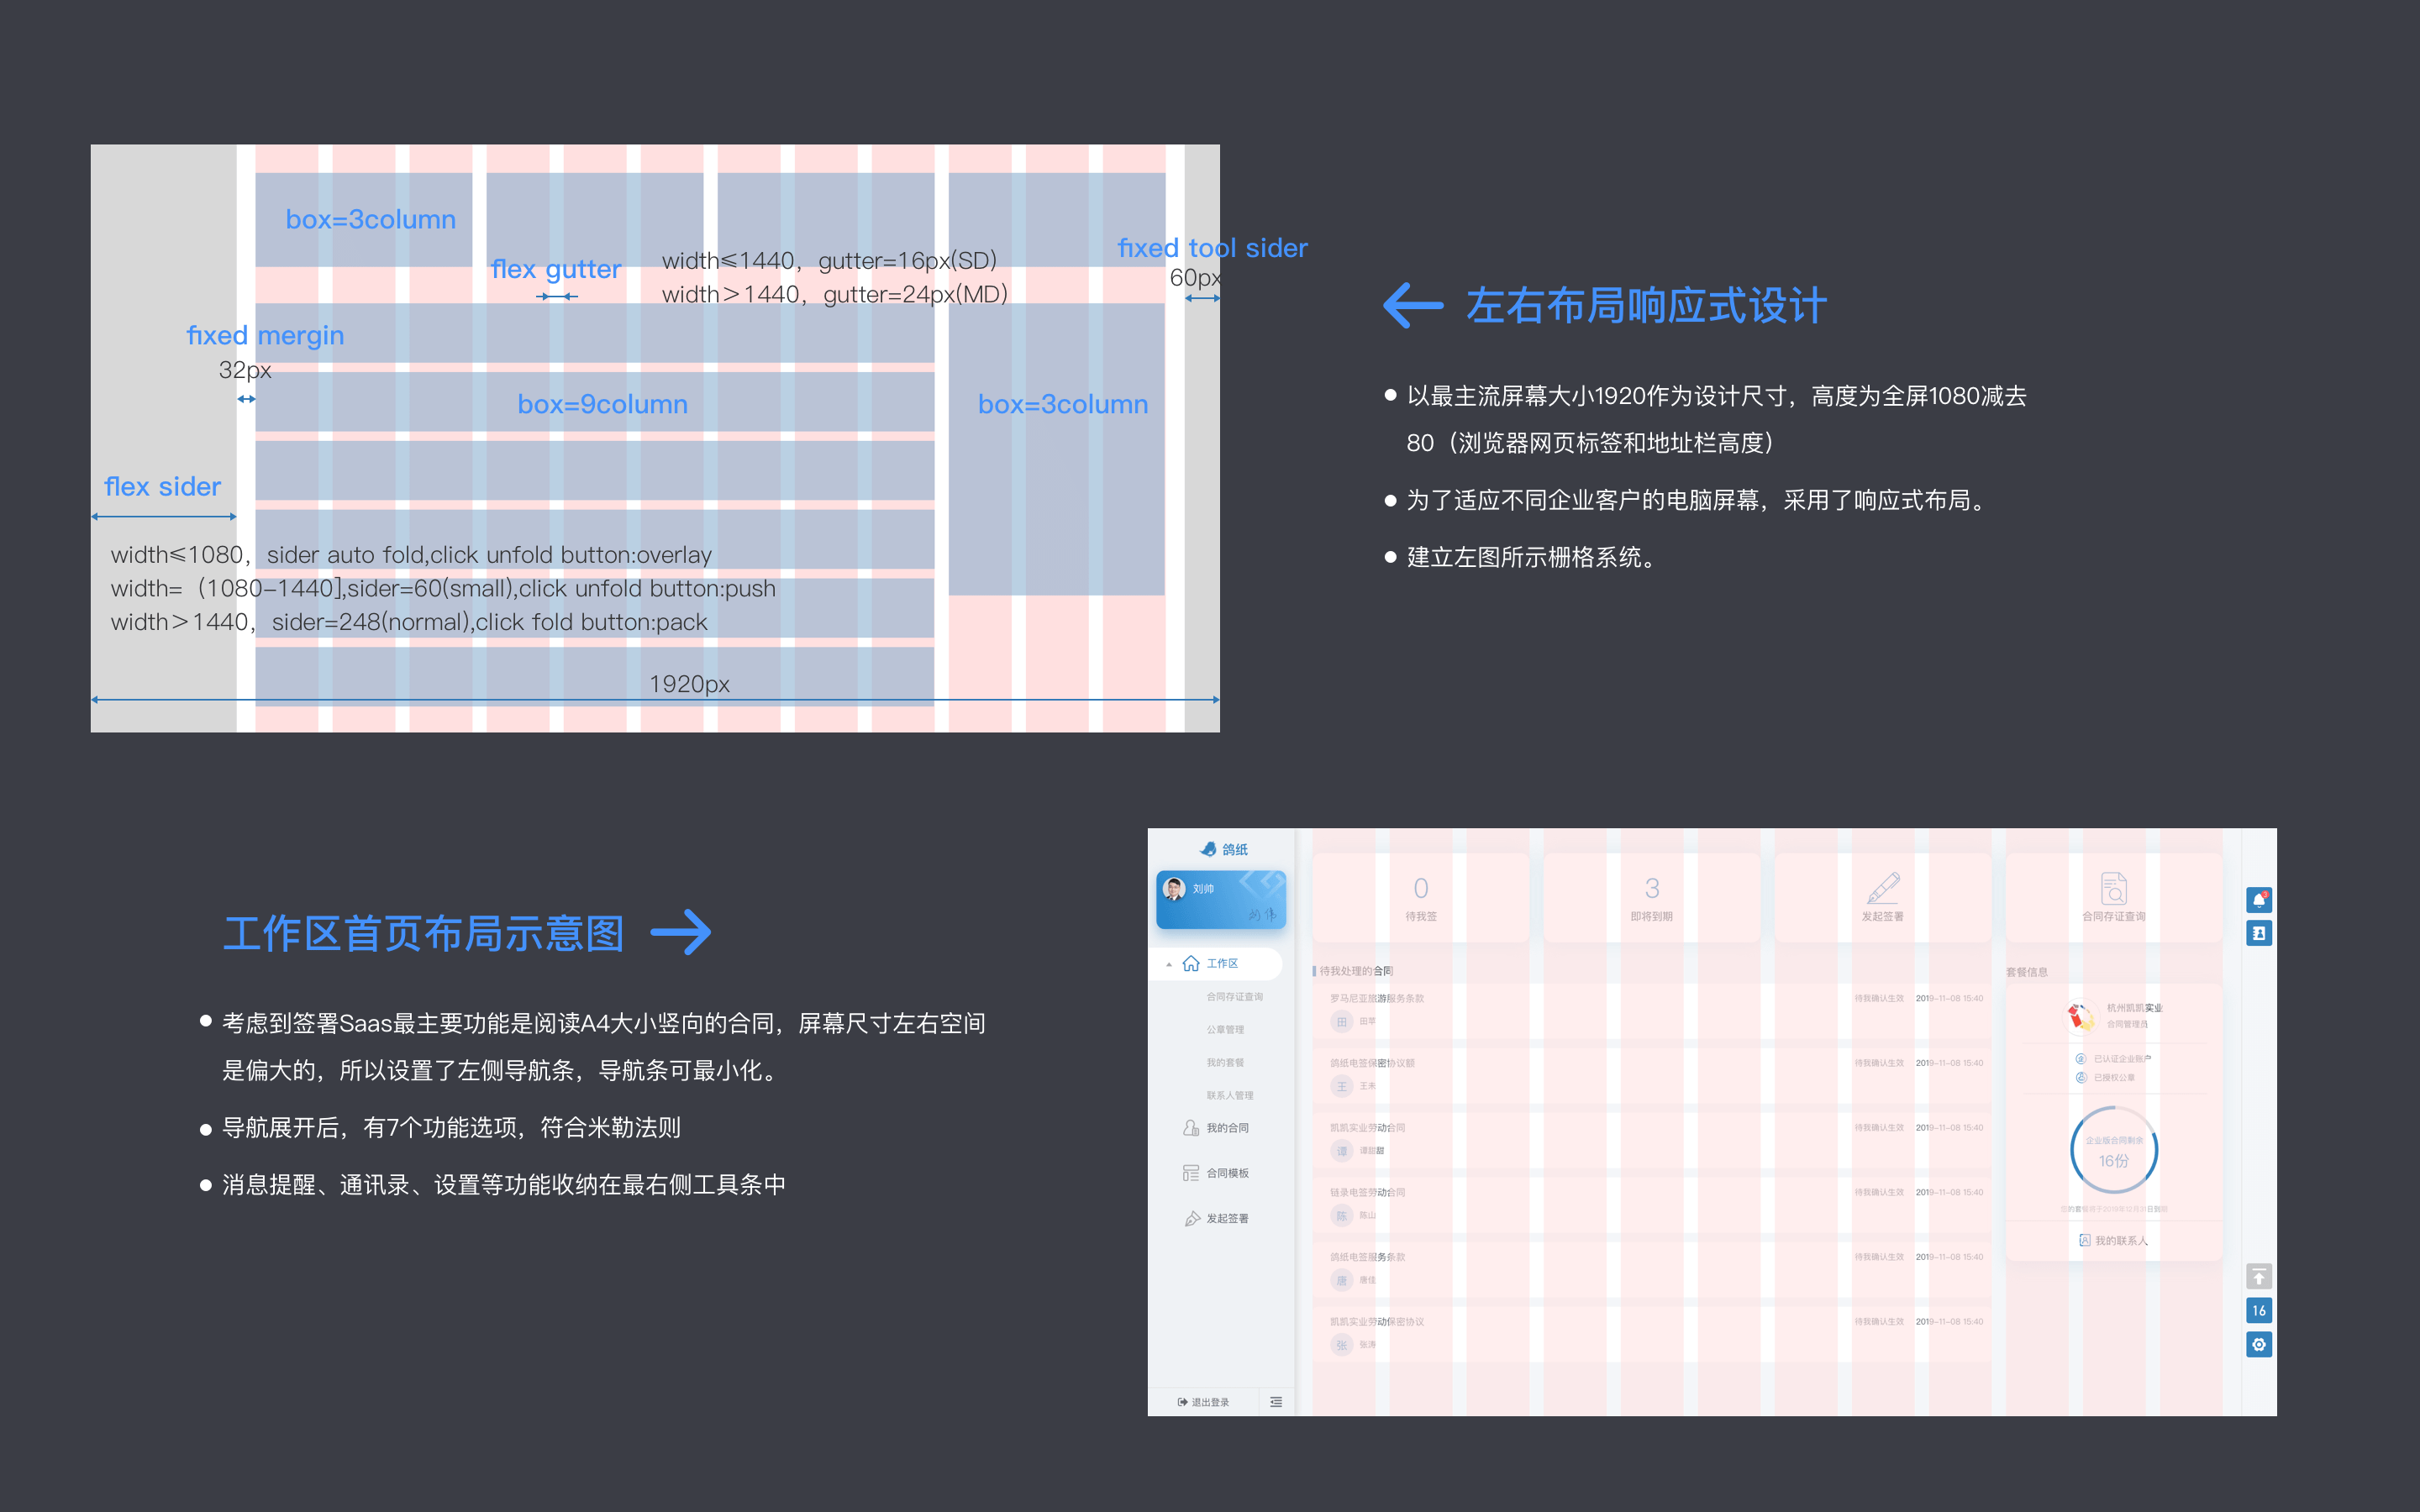 box=3column
flex gutter
width≤1440，gutter=16px(SD)
width＞1440，gutter=24px(MD)
fixed tool sider
60px
fixed mergin
32px
box=9column
box=3column
flex sider
width≤1080，sider auto fold,click unfold button:overlay
width=（1080-1440],sider=60(small),click unfold button:push
width＞1440，sider=248(normal),click fold button:pack
1920px
左右布局响应式设计
以最主流屏幕大小1920作为设计尺寸，高度为全屏1080减去
80（浏览器网页标签和地址栏高度）
为了适应不同企业客户的电脑屏幕，采用了响应式布局。
建立左图所示栅格系统。
工作区首页布局示意图
考虑到签署Saas最主要功能是阅读A4大小竖向的合同，屏幕尺寸左右空间
是偏大的，所以设置了左侧导航条，导航条可最小化。
导航展开后，有7个功能选项，符合米勒法则
消息提醒、通讯录、设置等功能收纳在最右侧工具条中
鸽纸
刘帅
工作区
合同存证查询
公章管理
我的套餐
联系人管理
我的合同
合同模板
发起签署
退出登录
0
待我签
3
即将到期
发起签署
合同存证查询
待我处理的合同
罗马尼亚旅游服务条款
待我确认生效 2019-11-08 15:40
田 田苹
鸽纸电签保密协议额
待我确认生效 2019-11-08 15:40
王 王未
凯凯实业劳动合同
待我确认生效 2019-11-08 15:40
谭 谭甜甜
链录电签劳动合同
待我确认生效 2019-11-08 15:40
陈 陈山
鸽纸电签服务条款
待我确认生效 2019-11-08 15:40
唐 唐佳
凯凯实业劳动保密协议
待我确认生效 2019-11-08 15:40
张 张涛
套餐信息
杭州凯凯实业
合同管理员
已认证企业账户
已授权公章
企业版合同剩余
16份
我的联系人
3
16